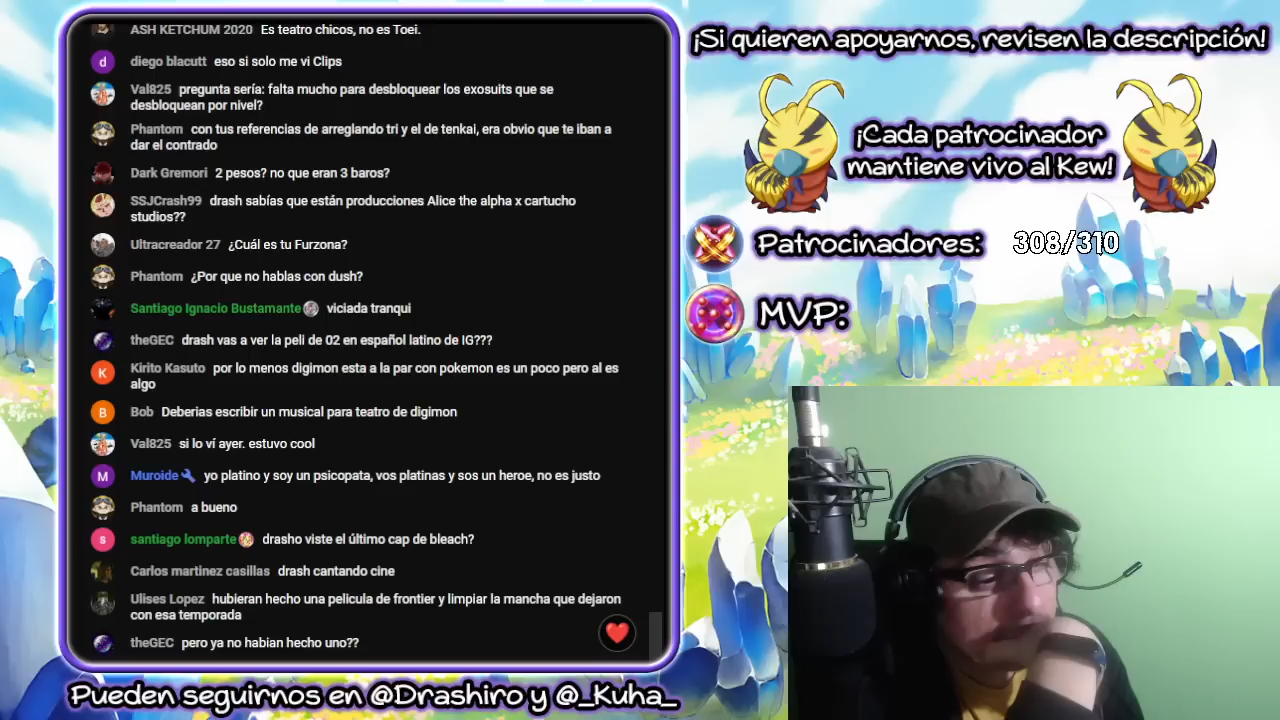 ASH KETCHUM 2020 Es teatro chicos, no es Toei.
d diego blacutt eso si solo me vi Clips
Val825 pregunta sería: falta mucho para desbloquear los exosuits que se
desbloquean por nivel?
Phantom con tus referencias de arreglando tri y el de tenkai, era obvio que te iban a
dar el contrado
Dark Gremori 2 pesos? no que eran 3 baros?
SSJCrash99 drash sabías que están producciones Alice the alpha x cartucho
studios??
Ultracreador 27 ¿Cuál es tu Furzona?
Phantom ¿Por que no hablas con dush?
Santiago Ignacio Bustamante viciada tranqui
theGEC drash vas a ver la peli de 02 en español latino de IG???
K Kirito Kasuto por lo menos digimon esta a la par con pokemon es un poco pero al es
algo
B Bob Deberias escribir un musical para teatro de digimon
Val825 si lo ví ayer. estuvo cool
M Muroide yo platino y soy un psicopata, vos platinas y sos un heroe, no es justo
Phantom a bueno
s santiago lomparte drasho viste el último cap de bleach?
Carlos martinez casillas drash cantando cine
Ulises Lopez hubieran hecho una pelicula de frontier y limpiar la mancha que dejaron
con esa temporada
theGEC pero ya no habian hecho uno??
Pueden seguirnos en @Drashiro y @_Kuha_
¡Si quieren apoyarnos, revisen la descripción!
¡Cada patrocinador
mantiene vivo al Kew!
Patrocinadores: 308/310
MVP: